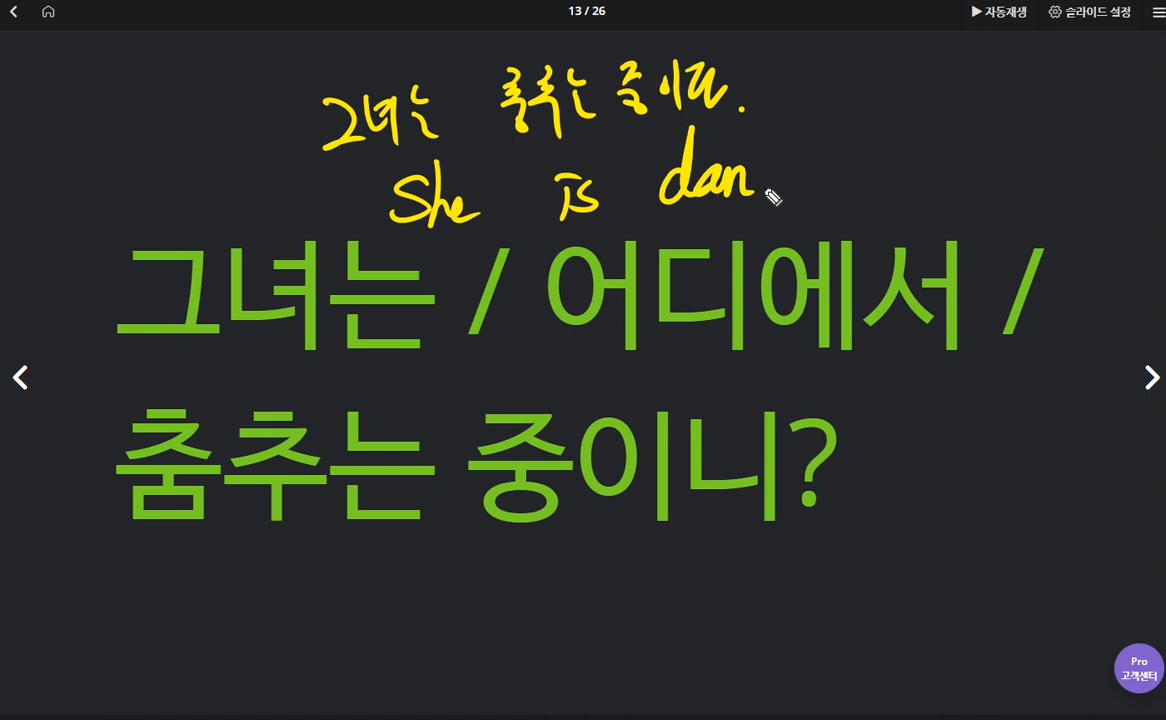 13 / 26
▶ 자동재생
슬라이드 설정
그녀는 춤추는 중이다.
She is dan
그녀는 / 어디에서 /
춤추는 중이니?
Pro
고객센터